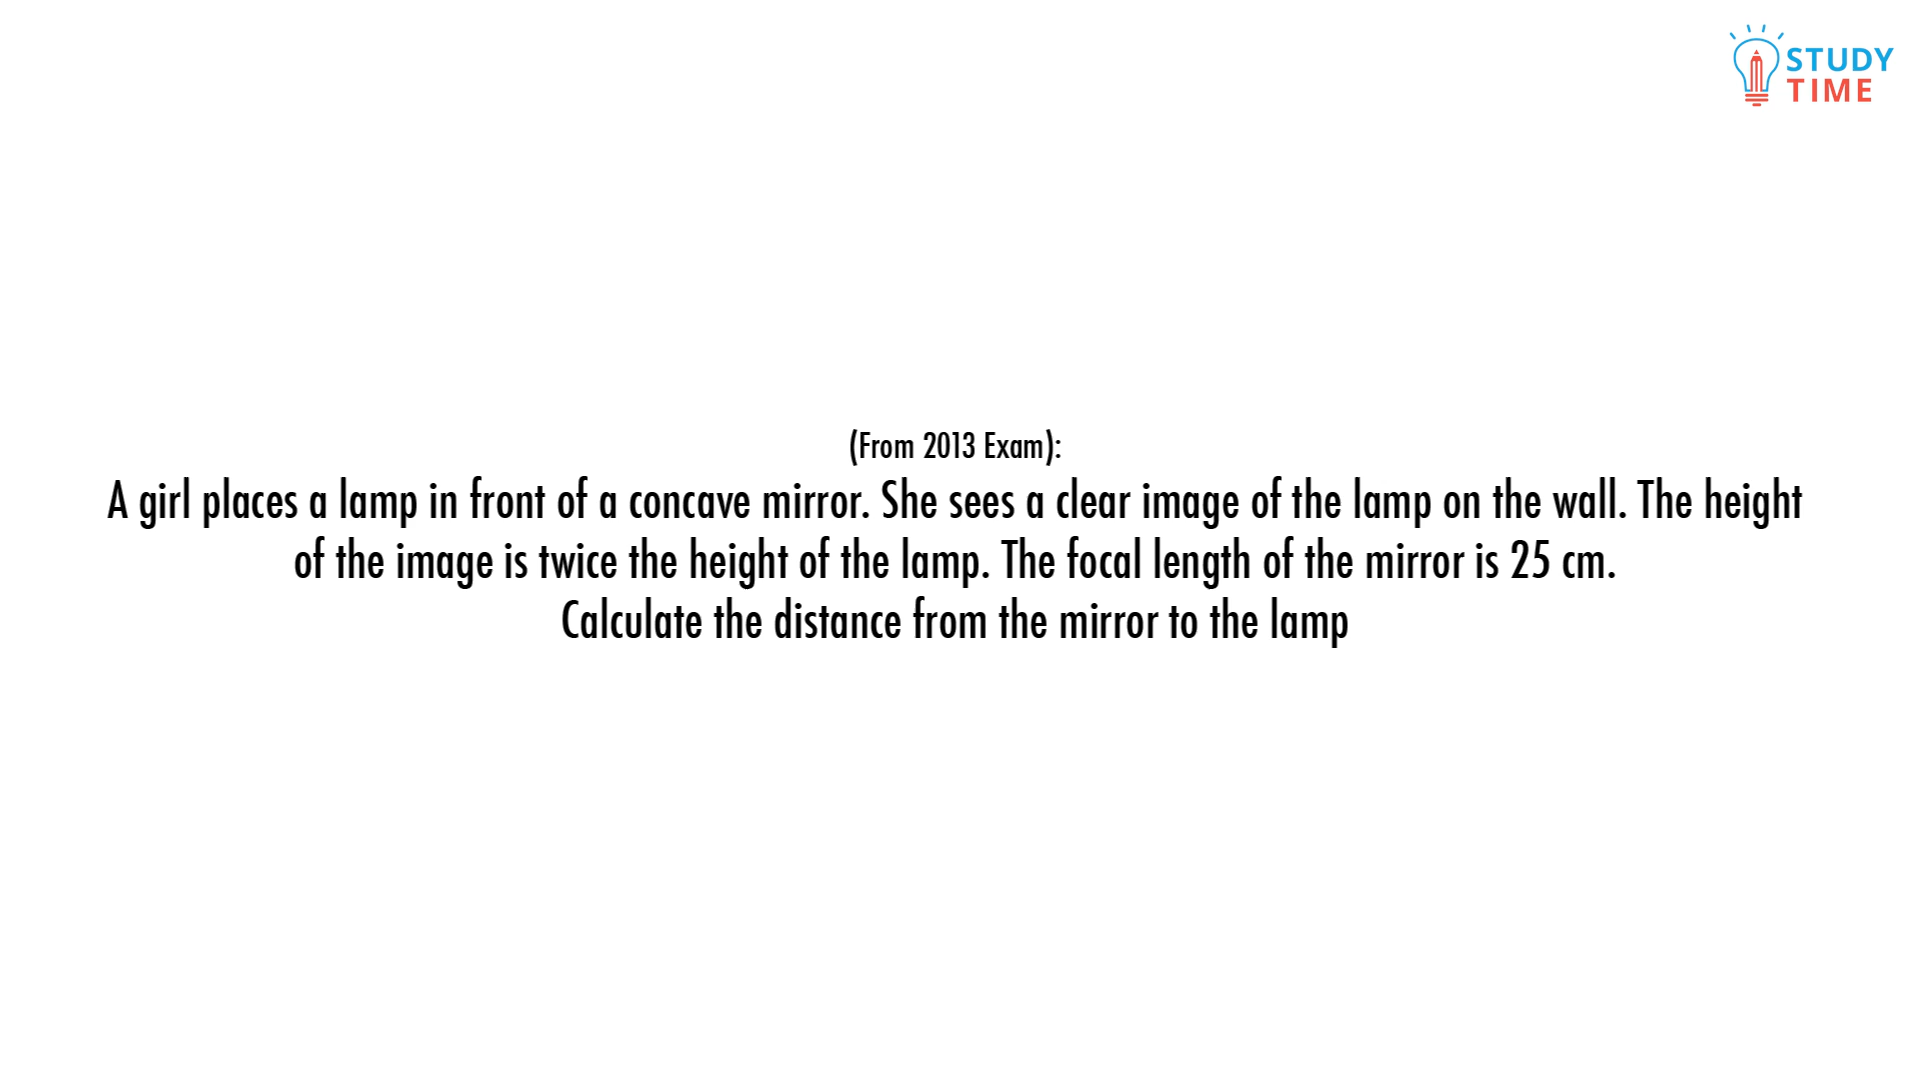 STUDY
TIME
(From 2013 Exam):
A girl places a lamp in front of a concave mirror. She sees a clear image of the lamp on the wall. The height
of the image is twice the height of the lamp. The focal length of the mirror is 25 cm.
Calculate the distance from the mirror to the lamp